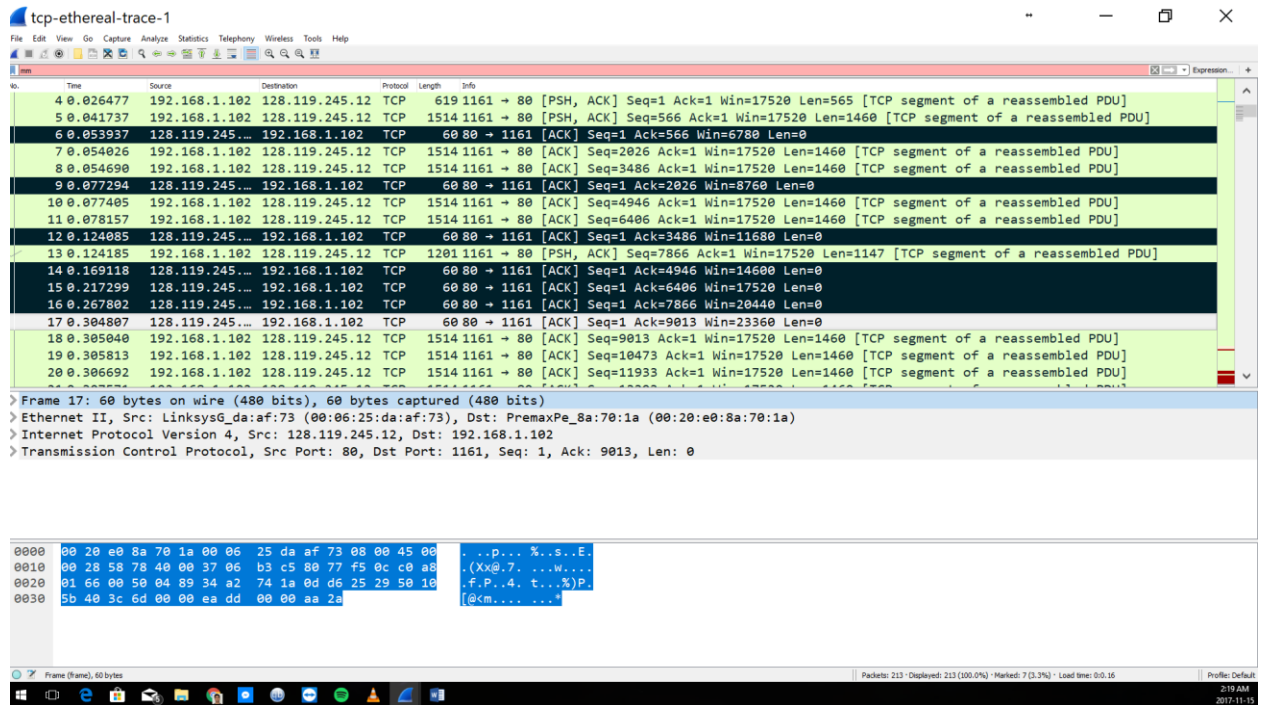 tcp-ethereal-trace-1
File Edit View Go Capture Analyze Statistics Telephony Wireless Tools Help
mm Expression... +
No. Time Source Destination Protocol Length Info
4 0.026477 192.168.1.102 128.119.245.12 TCP 619 1161 → 80 [PSH, ACK] Seq=1 Ack=1 Win=17520 Len=565 [TCP segment of a reassembled PDU]
5 0.041737 192.168.1.102 128.119.245.12 TCP 1514 1161 → 80 [PSH, ACK] Seq=566 Ack=1 Win=17520 Len=1460 [TCP segment of a reassembled PDU]
6 0.053937 128.119.245.… 192.168.1.102 TCP 60 80 → 1161 [ACK] Seq=1 Ack=566 Win=6780 Len=0
7 0.054026 192.168.1.102 128.119.245.12 TCP 1514 1161 → 80 [ACK] Seq=2026 Ack=1 Win=17520 Len=1460 [TCP segment of a reassembled PDU]
8 0.054690 192.168.1.102 128.119.245.12 TCP 1514 1161 → 80 [ACK] Seq=3486 Ack=1 Win=17520 Len=1460 [TCP segment of a reassembled PDU]
9 0.077294 128.119.245.… 192.168.1.102 TCP 60 80 → 1161 [ACK] Seq=1 Ack=2026 Win=8760 Len=0
10 0.077405 192.168.1.102 128.119.245.12 TCP 1514 1161 → 80 [ACK] Seq=4946 Ack=1 Win=17520 Len=1460 [TCP segment of a reassembled PDU]
11 0.078157 192.168.1.102 128.119.245.12 TCP 1514 1161 → 80 [ACK] Seq=6406 Ack=1 Win=17520 Len=1460 [TCP segment of a reassembled PDU]
12 0.124085 128.119.245.… 192.168.1.102 TCP 60 80 → 1161 [ACK] Seq=1 Ack=3486 Win=11680 Len=0
13 0.124185 192.168.1.102 128.119.245.12 TCP 1201 1161 → 80 [PSH, ACK] Seq=7866 Ack=1 Win=17520 Len=1147 [TCP segment of a reassembled PDU]
14 0.169118 128.119.245.… 192.168.1.102 TCP 60 80 → 1161 [ACK] Seq=1 Ack=4946 Win=14600 Len=0
15 0.217299 128.119.245.… 192.168.1.102 TCP 60 80 → 1161 [ACK] Seq=1 Ack=6406 Win=17520 Len=0
16 0.267802 128.119.245.… 192.168.1.102 TCP 60 80 → 1161 [ACK] Seq=1 Ack=7866 Win=20440 Len=0
17 0.304807 128.119.245.… 192.168.1.102 TCP 60 80 → 1161 [ACK] Seq=1 Ack=9013 Win=23360 Len=0
18 0.305040 192.168.1.102 128.119.245.12 TCP 1514 1161 → 80 [ACK] Seq=9013 Ack=1 Win=17520 Len=1460 [TCP segment of a reassembled PDU]
19 0.305813 192.168.1.102 128.119.245.12 TCP 1514 1161 → 80 [ACK] Seq=10473 Ack=1 Win=17520 Len=1460 [TCP segment of a reassembled PDU]
20 0.306692 192.168.1.102 128.119.245.12 TCP 1514 1161 → 80 [ACK] Seq=11933 Ack=1 Win=17520 Len=1460 [TCP segment of a reassembled PDU]
Frame 17: 60 bytes on wire (480 bits), 60 bytes captured (480 bits)
Ethernet II, Src: LinksysG_da:af:73 (00:06:25:da:af:73), Dst: PremaxPe_8a:70:1a (00:20:e0:8a:70:1a)
Internet Protocol Version 4, Src: 128.119.245.12, Dst: 192.168.1.102
Transmission Control Protocol, Src Port: 80, Dst Port: 1161, Seq: 1, Ack: 9013, Len: 0
0000 00 20 e0 8a 70 1a 00 06 25 da af 73 08 00 45 00 . ..p... %..s..E.
0010 00 28 58 78 40 00 37 06 b3 c5 80 77 f5 0c c0 a8 .(Xx@.7. ...w....
0020 01 66 00 50 04 89 34 a2 74 1a 0d d6 25 29 50 10 .f.P..4. t...%)P.
0030 5b 40 3c 6d 00 00 ea dd 00 00 aa 2a [@<m.... ...*
Frame (frame), 60 bytes Packets: 213 · Displayed: 213 (100.0%) · Marked: 7 (3.3%) · Load time: 0:0.16 Profile: Default
2:19 AM
2017-11-15